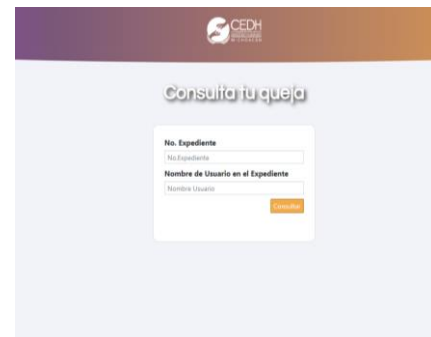 CEDH
Consulta tu queja
No. Expediente
No.Expediente
Nombre de Usuario en el Expediente
Nombre Usuario
Consultar